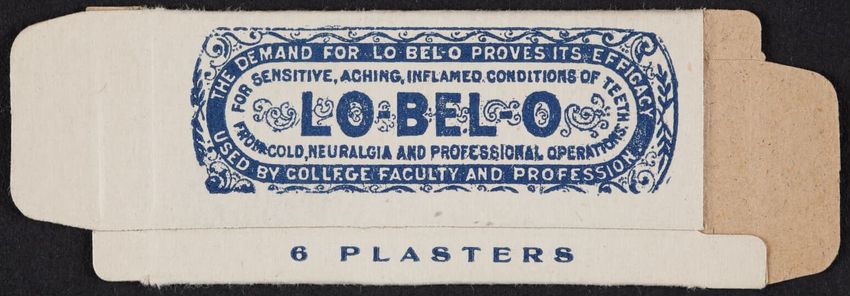 THE DEMAND FOR LO BEL-O PROVES ITS EFFICACY
FOR SENSITIVE, ACHING, INFLAMED CONDITIONS OF TEETH
LO-BEL-O
FROM COLD, NEURALGIA AND PROFESSIONAL OPERATIONS.
USED BY COLLEGE FACULTY AND PROFESSION
6 PLASTERS